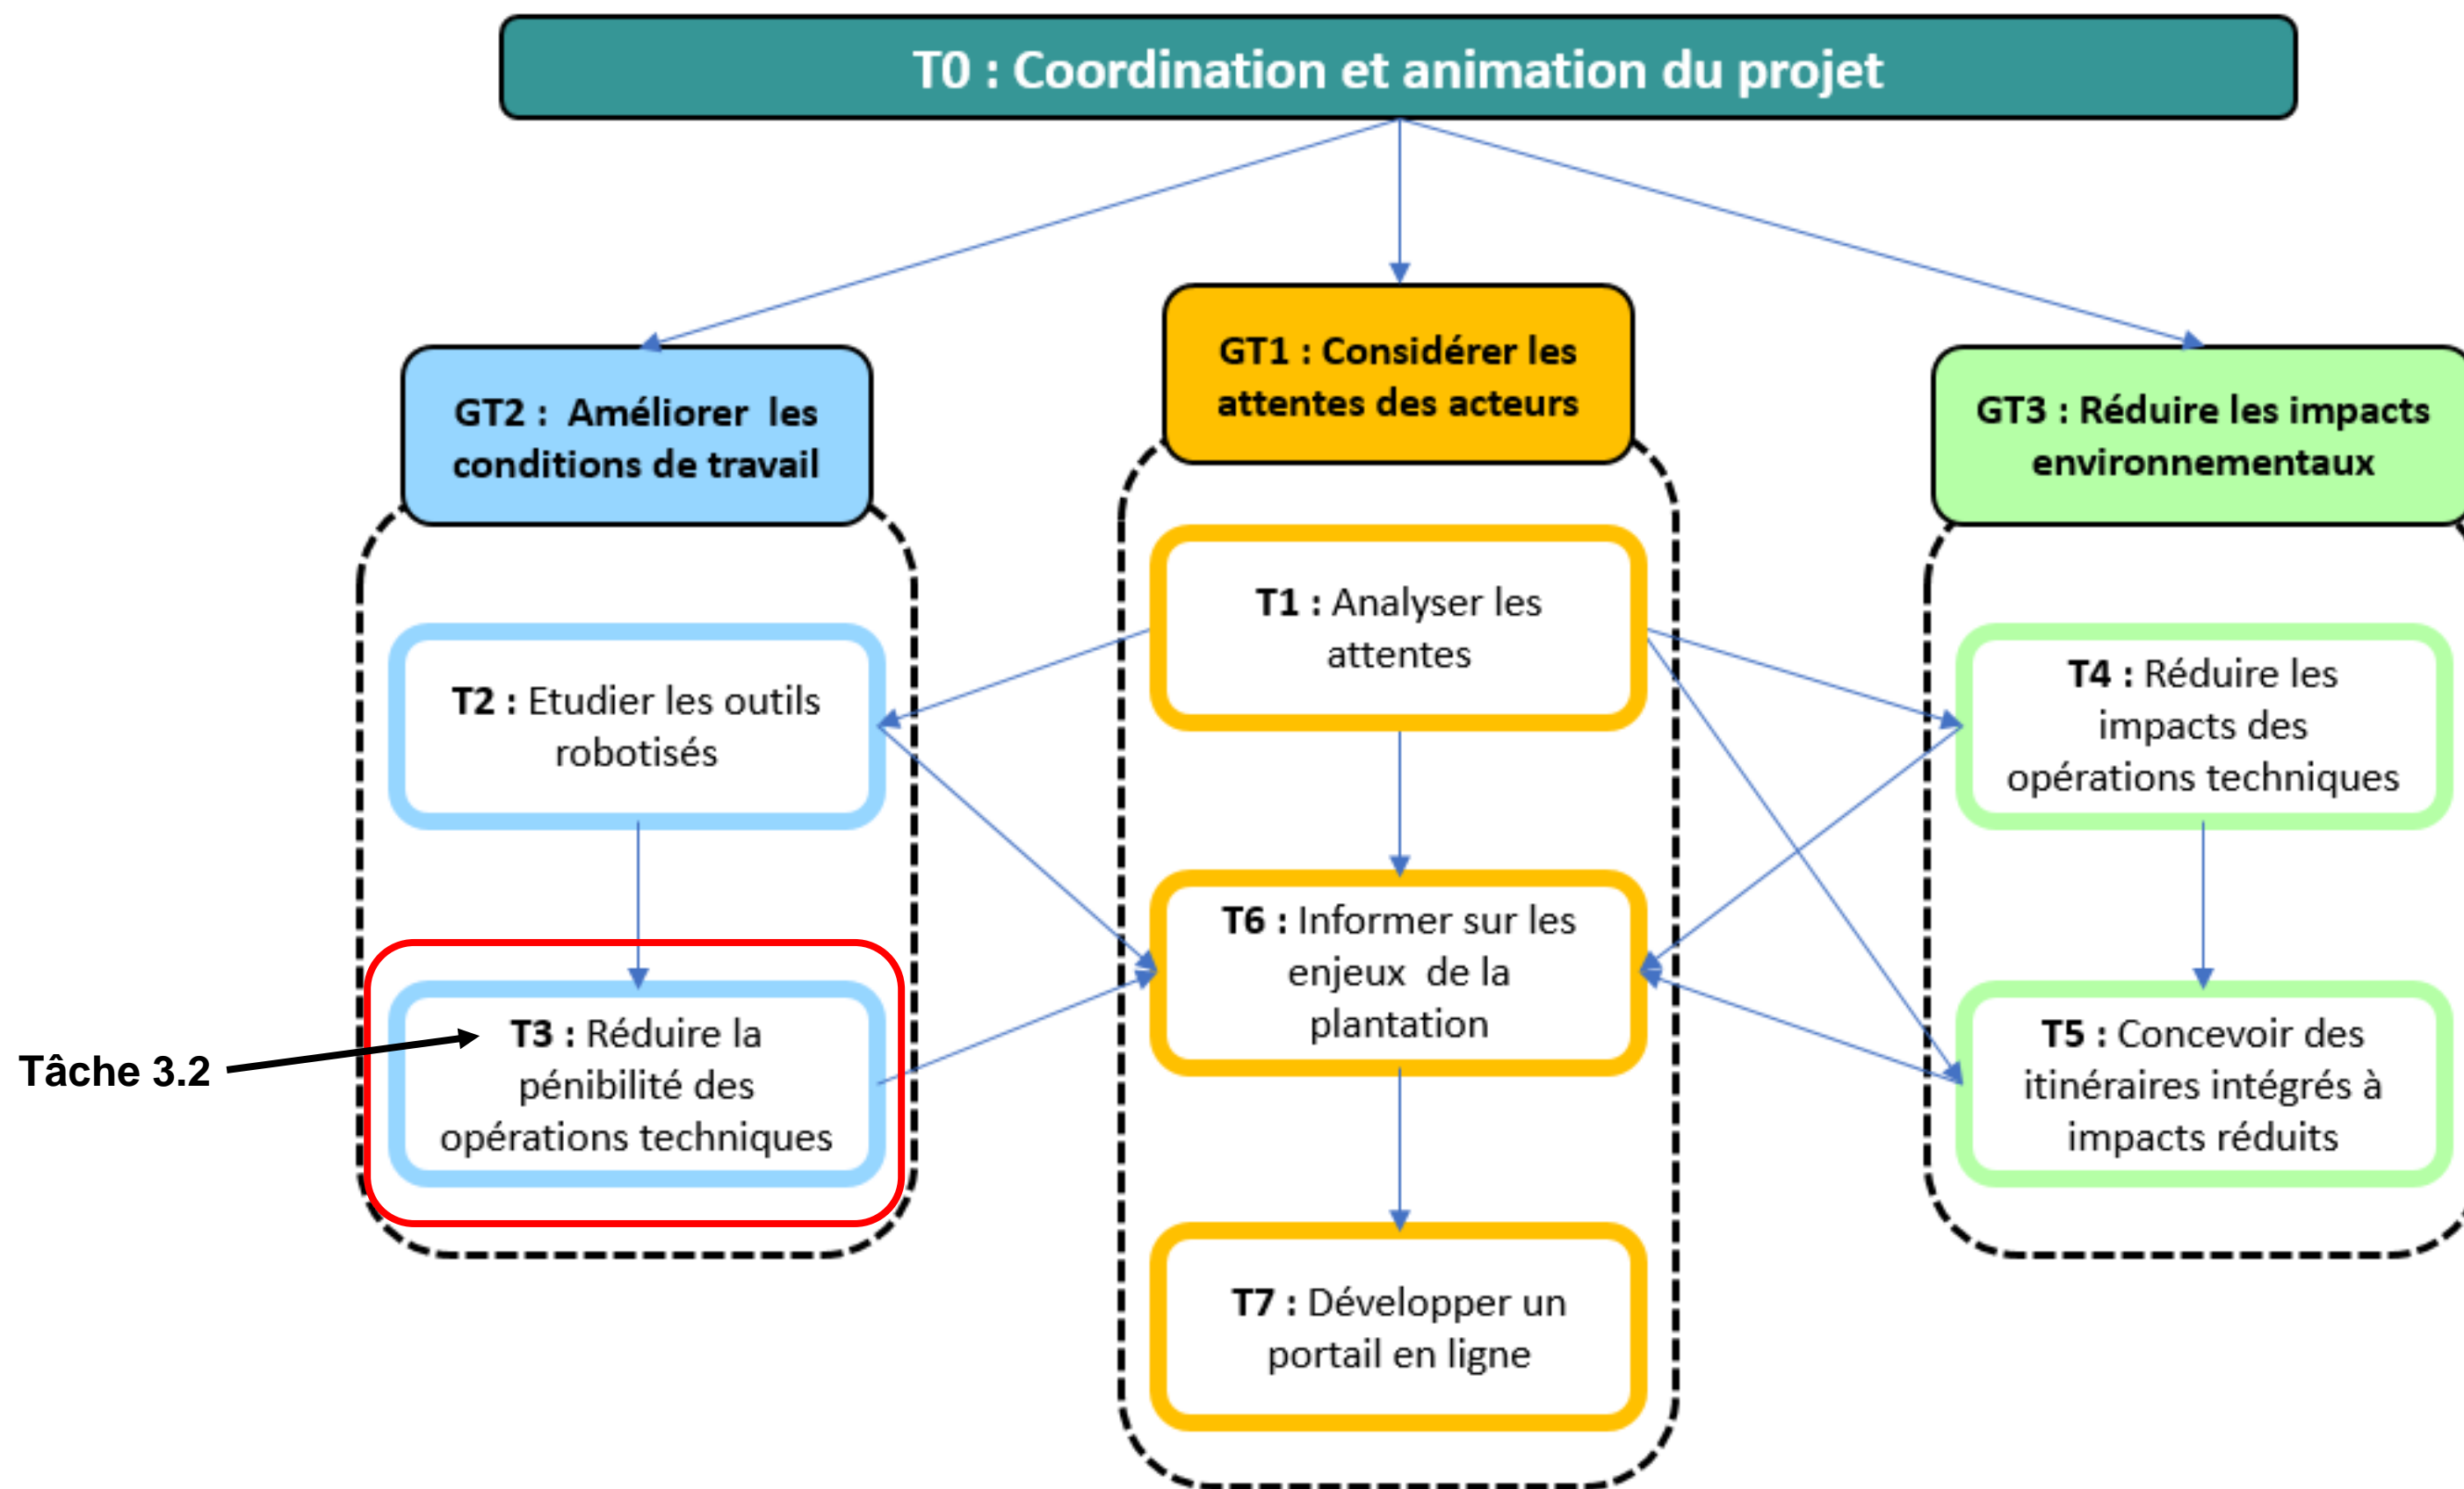 T0 : Coordination et animation du projet
GT2 :  Améliorer  les
conditions de travail
GT1 : Considérer les
attentes des acteurs
GT3 : Réduire les impacts
environnementaux
T2 : Etudier les outils
robotisés
Tâche 3.2
T3 : Réduire la
pénibilité des
opérations techniques
T1 : Analyser les
attentes
T6 : Informer sur les
enjeux  de la
plantation
T7 : Développer un
portail en ligne
T4 : Réduire les
impacts des
opérations techniques
T5 : Concevoir des
itinéraires intégrés à
impacts réduits